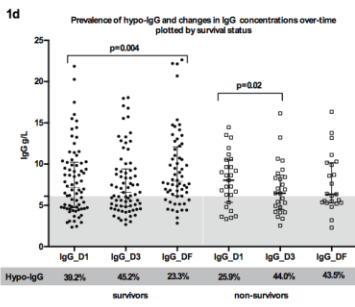 1d
Prevalence of hypo-IgG and changes in IgG concentrations over-time
plotted by survival status
25
20
15
10
5
0
IgG g/L
p=0.004
p=0.02
IgG_D1 IgG_D3 IgG_DF IgG_D1 IgG_D3 IgG_DF
Hypo-IgG 39.2% 45.2% 23.3% 25.9% 44.0% 43.5%
survivors non-survivors